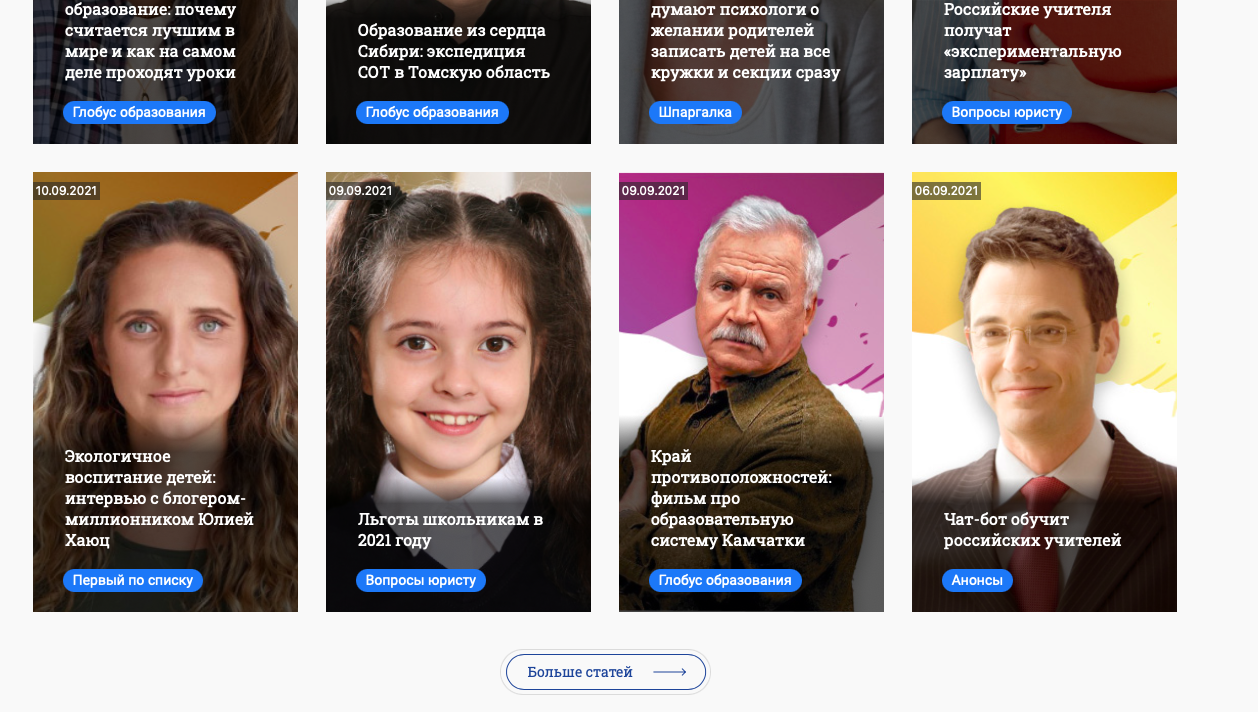 образование: почему
считается лучшим в
мире и как на самом
деле проходят уроки
Глобус образования
Образование из сердца
Сибири: экспедиция
СОТ в Томскую область
Глобус образования
думают психологи о
желании родителей
записать детей на все
кружки и секции сразу
Шпаргалка
Российские учителя
получат
«экспериментальную
зарплату»
Вопросы юристу
10.09.2021
Экологичное
воспитание детей:
интервью с блогером-
миллионником Юлией
Хаюц
Первый по списку
09.09.2021
Льготы школьникам в
2021 году
Вопросы юристу
09.09.2021
Край
противоположностей:
фильм про
образовательную
систему Камчатки
Глобус образования
06.09.2021
Чат-бот обучит
российских учителей
Анонсы
Больше статей